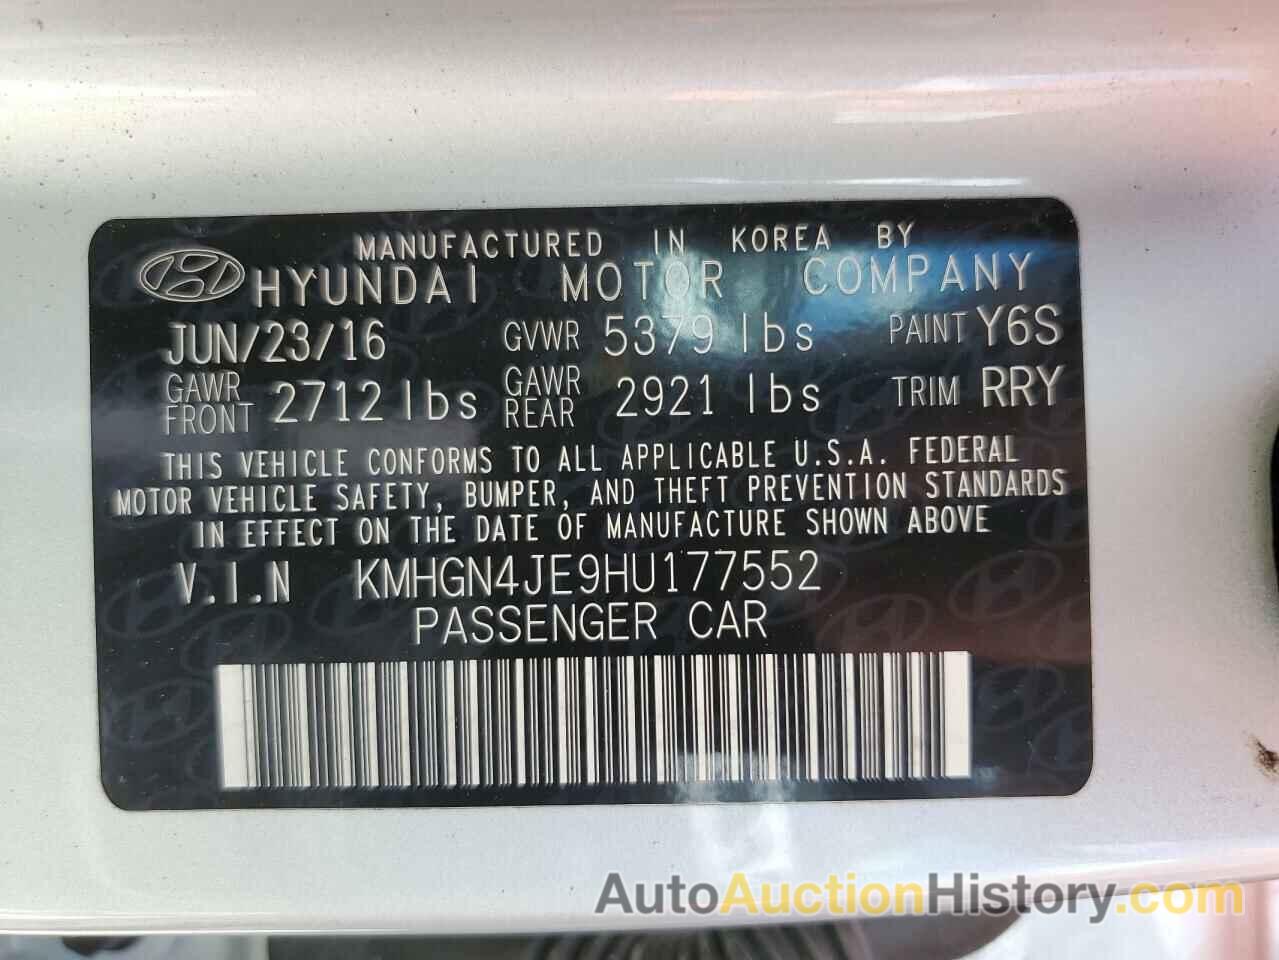 MANUFACTURED IN KOREA BY
HYUNDAI MOTOR COMPANY
JUN/23/16 GVWR 5379 lbs PAINT Y6S
GAWR FRONT 2712 lbs GAWR REAR 2921 lbs TRIM RRY
THIS VEHICLE CONFORMS TO ALL APPLICABLE U.S.A. FEDERAL
MOTOR VEHICLE SAFETY, BUMPER, AND THEFT PREVENTION STANDARDS
IN EFFECT ON THE DATE OF MANUFACTURE SHOWN ABOVE
V.I.N KMHGN4JE9HU177552
PASSENGER CAR
AutoAuctionHistory.com